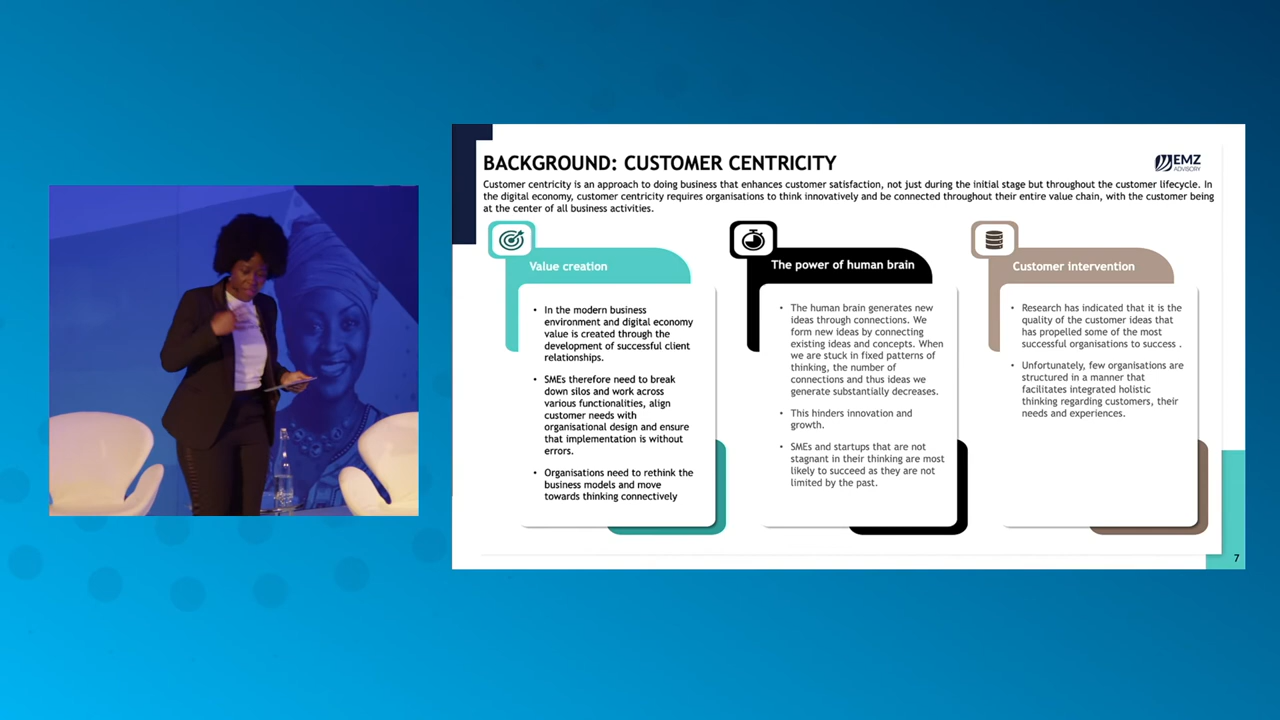 BACKGROUND: CUSTOMER CENTRICITY
EMZ
ADVISORY
Customer centricity is an approach to doing business that enhances customer satisfaction, not just during the initial stage but throughout the customer lifecycle. In
the digital economy, customer centricity requires organisations to think innovatively and be connected throughout their entire value chain, with the customer being
at the center of all business activities.
Value creation
• In the modern business
environment and digital economy
value is created through the
development of successful client
relationships.
• SMEs therefore need to break
down silos and work across
various functionalities, align
customer needs with
organisational design and ensure
that implementation is without
errors.
• Organisations need to rethink the
business models and move
towards thinking connectively
The power of human brain
• The human brain generates new
ideas through connections. We
form new ideas by connecting
existing ideas and concepts. When
we are stuck in fixed patterns of
thinking, the number of
connections and thus ideas we
generate substantially decreases.
• This hinders innovation and
growth.
• SMEs and startups that are not
stagnant in their thinking are most
likely to succeed as they are not
limited by the past.
Customer intervention
• Research has indicated that it is the
quality of the customer ideas that
has propelled some of the most
successful organisations to success .
• Unfortunately, few organisations are
structured in a manner that
facilitates integrated holistic
thinking regarding customers, their
needs and experiences.
7